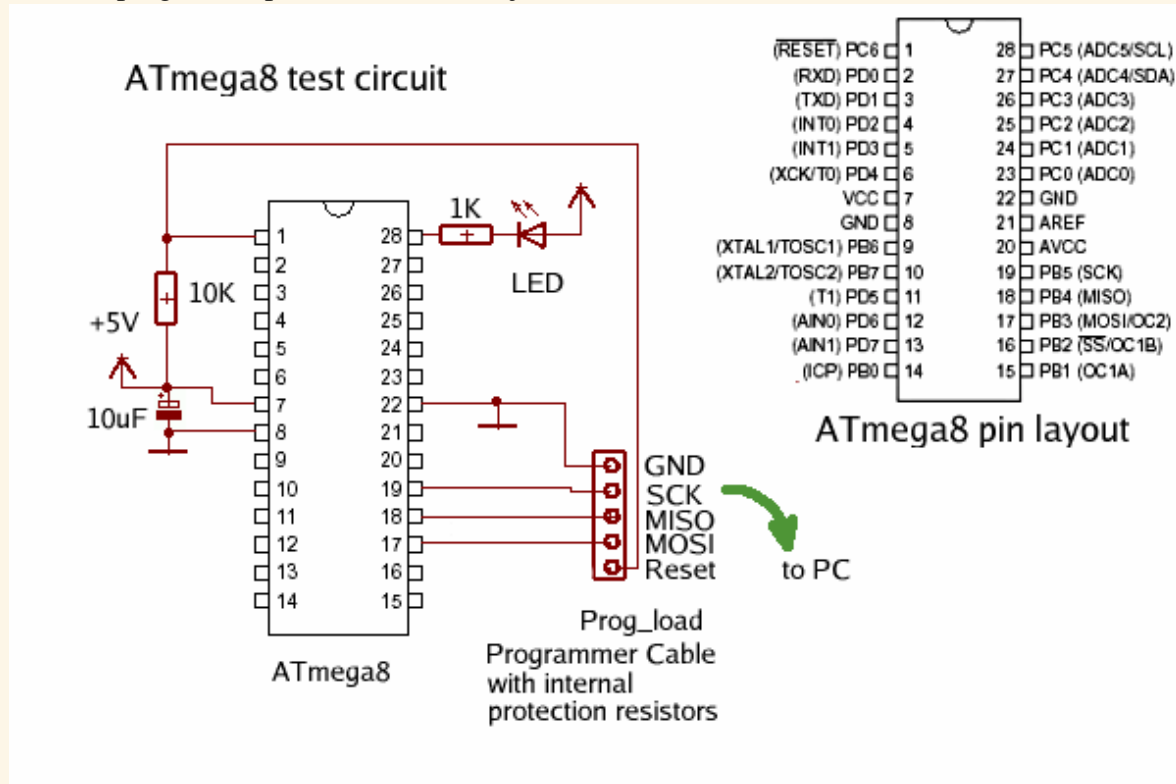 ATmega8 test circuit
1K
LED
10K
+5V
10uF
1
2
3
4
5
6
7
8
9
10
11
12
13
14
28
27
26
25
24
23
22
21
20
19
18
17
16
15
ATmega8
GND
SCK
MISO
MOSI
Reset
to PC
Prog_load
Programmer Cable
with internal
protection resistors
(RESET) PC6 1 28 PC5 (ADC5/SCL)
(RXD) PD0 2 27 PC4 (ADC4/SDA)
(TXD) PD1 3 26 PC3 (ADC3)
(INT0) PD2 4 25 PC2 (ADC2)
(INT1) PD3 5 24 PC1 (ADC1)
(XCK/T0) PD4 6 23 PC0 (ADC0)
VCC 7 22 GND
GND 8 21 AREF
(XTAL1/TOSC1) PB6 9 20 AVCC
(XTAL2/TOSC2) PB7 10 19 PB5 (SCK)
(T1) PD5 11 18 PB4 (MISO)
(AIN0) PD6 12 17 PB3 (MOSI/OC2)
(AIN1) PD7 13 16 PB2 (SS/OC1B)
(ICP) PB0 14 15 PB1 (OC1A)
ATmega8 pin layout